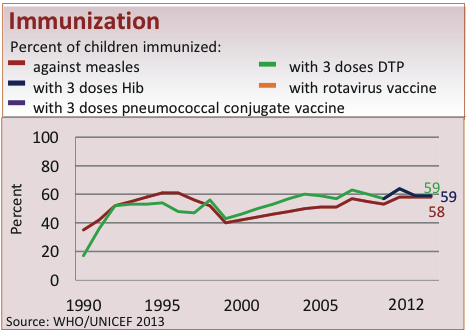 Immunization
Percent of children immunized:
against measles
with 3 doses DTP
with 3 doses Hib
with rotavirus vaccine
with 3 doses pneumococcal conjugate vaccine
Percent
100
80
60
40
20
0
59
59
58
1990 1995 2000 2005 2012
Source: WHO/UNICEF 2013